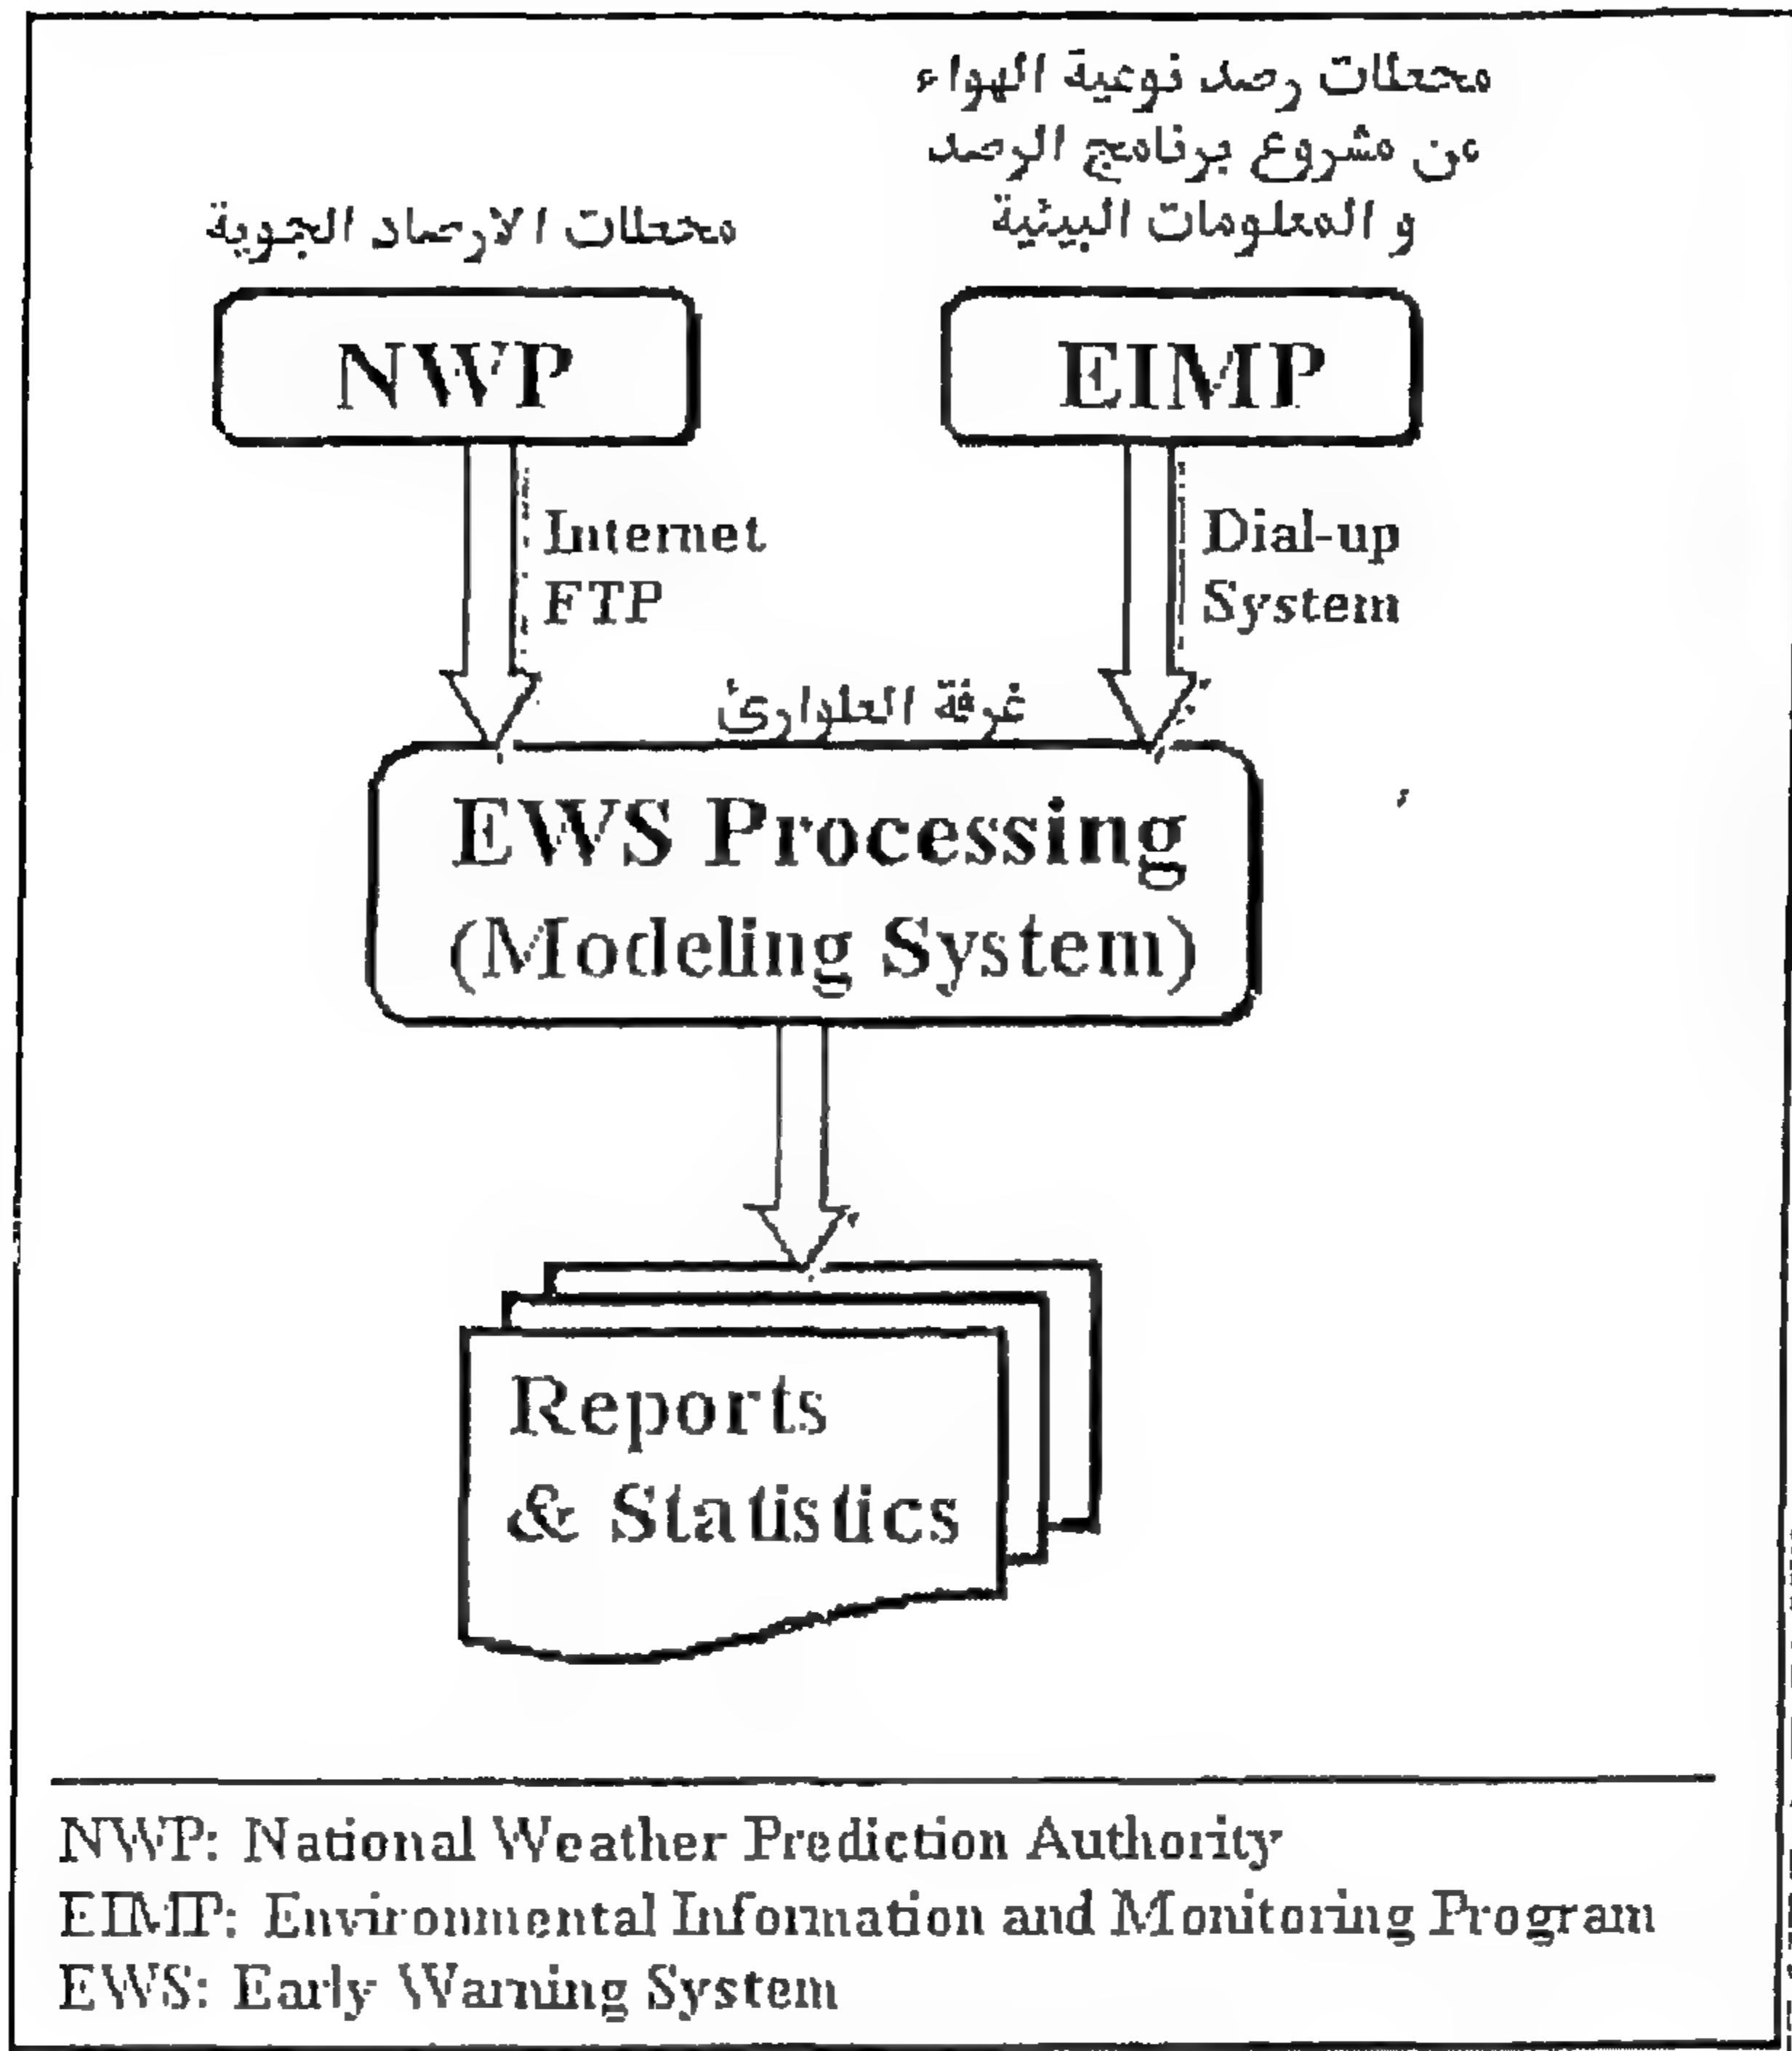 محطات رصد نوعية الهواء
عن مشروع برنامج الرصد
و المعلومات البيئية
محطات الارصاد الجوية
NWP
EIMP
Internet
FTP
Dial-up
System
غرفة الطوارئ
EWS Processing
(Modeling System)
Reports
& Statistics
NWP: National Weather Prediction Authority
EIMP: Environmental Information and Monitoring Program
EWS: Early Warning System